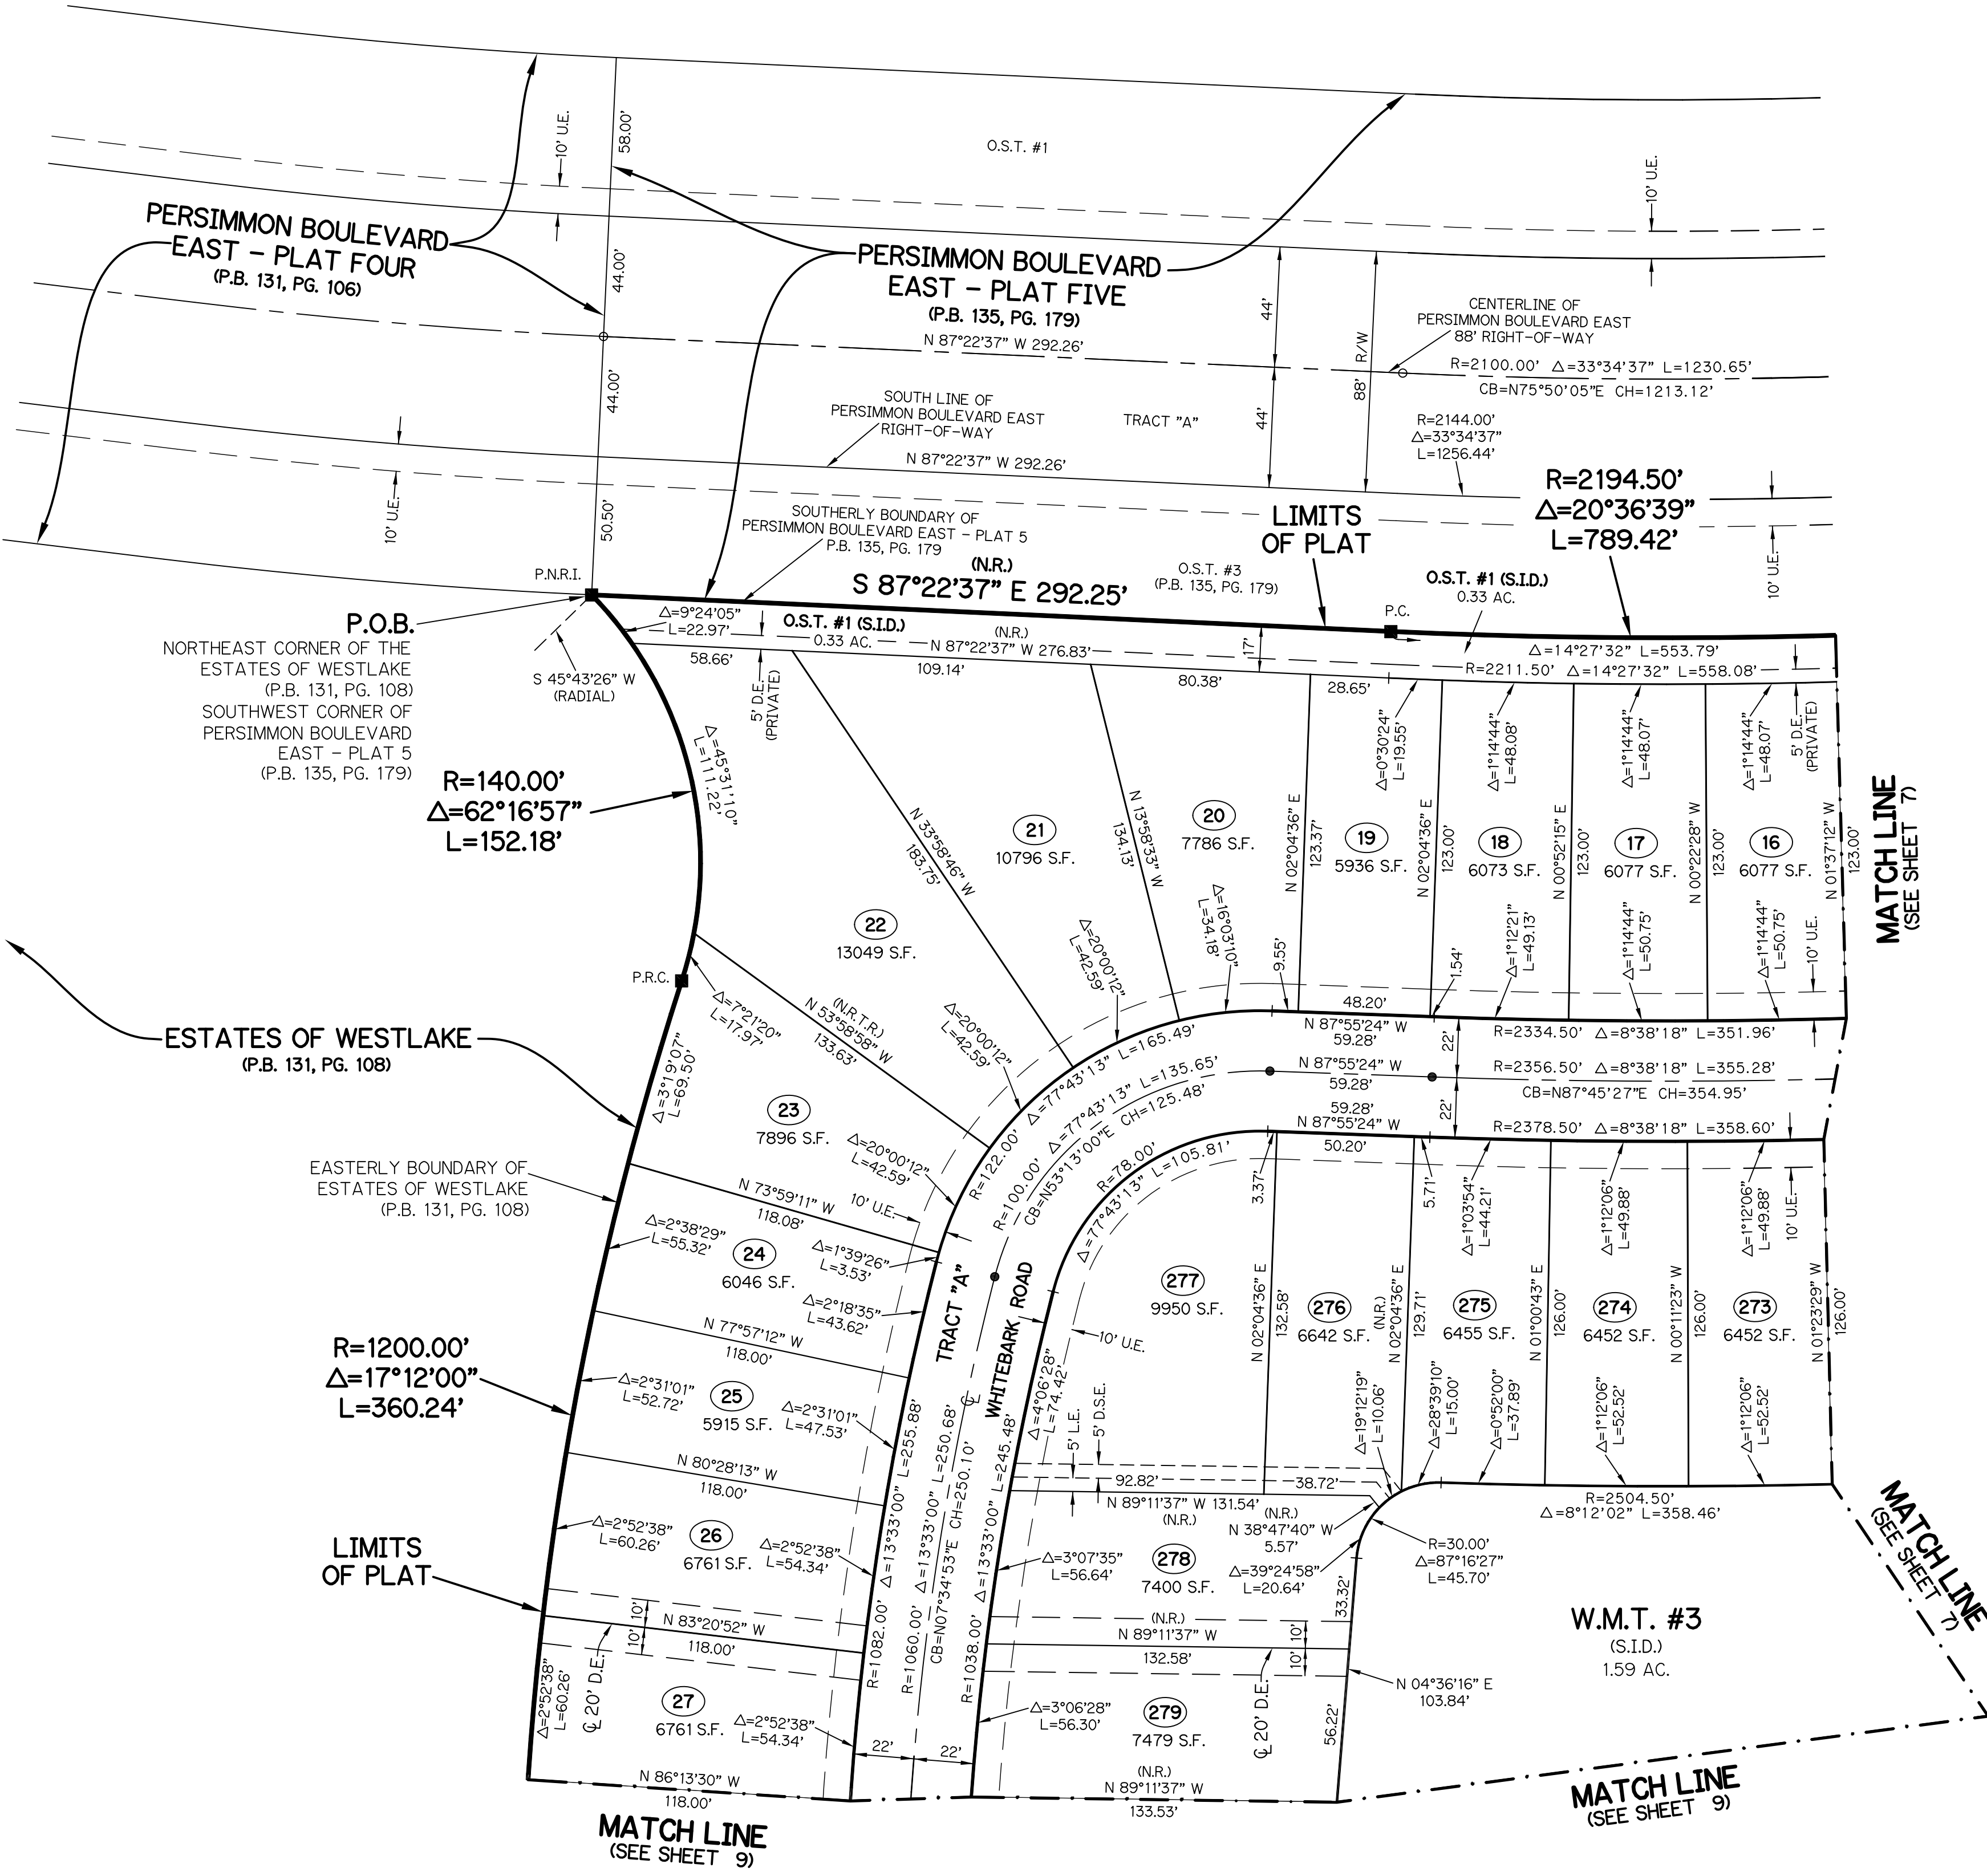 58.00'
10' U.E.
O.S.T. #1
10' U.E.
PERSIMMON BOULEVARD
EAST - PLAT FOUR
(P.B. 131, PG. 106)
44.00'
PERSIMMON BOULEVARD
EAST - PLAT FIVE
(P.B. 135, PG. 179)
N 87°22'37" W 292.26'
44'
88' R/W
CENTERLINE OF
PERSIMMON BOULEVARD EAST
88' RIGHT-OF-WAY
R=2100.00' Δ=33°34'37" L=1230.65'
CB=N75°50'05"E CH=1213.12'
44.00'
SOUTH LINE OF
PERSIMMON BOULEVARD EAST
RIGHT-OF-WAY
TRACT "A"
44'
R=2144.00'
Δ=33°34'37"
L=1256.44'
N 87°22'37" W 292.26'
10' U.E.
50.50'
SOUTHERLY BOUNDARY OF
PERSIMMON BOULEVARD EAST - PLAT 5
P.B. 135, PG. 179
(N.R.)
S 87°22'37" E 292.25'
LIMITS
OF PLAT
O.S.T. #3
(P.B. 135, PG. 179)
R=2194.50'
Δ=20°36'39"
L=789.42'
10' U.E.
P.N.R.I.
P.O.B.
NORTHEAST CORNER OF THE
ESTATES OF WESTLAKE
(P.B. 131, PG. 108)
SOUTHWEST CORNER OF
PERSIMMON BOULEVARD
EAST - PLAT 5
(P.B. 135, PG. 179)
S 45°43'26" W
(RADIAL)
Δ=9°24'05"
L=22.97'
O.S.T. #1 (S.I.D.)
0.33 AC.
(N.R.)
N 87°22'37" W 276.83'
17'
P.C.
O.S.T. #1 (S.I.D.)
0.33 AC.
Δ=14°27'32" L=553.79'
R=2211.50' Δ=14°27'32" L=558.08'
58.66'
5' D.E.
(PRIVATE)
109.14'
80.38'
28.65'
Δ=0°30'24"
L=19.55'
Δ=1°14'44"
L=48.08'
Δ=1°14'44"
L=48.07'
Δ=1°14'44"
L=48.07'
5' D.E.
(PRIVATE)
MATCH LINE
(SEE SHEET 7)
R=140.00'
Δ=62°16'57"
L=152.18'
Δ=45°31'10"
L=111.22'
N 33°58'46" W
183.75'
21
10796 S.F.
N 13°58'33" W
134.13'
20
7786 S.F.
N 02°04'36" E
123.37'
19
5936 S.F.
N 02°04'36" E
123.00'
18
6073 S.F.
N 00°52'15" E
123.00'
17
6077 S.F.
N 00°22'28" W
123.00'
16
6077 S.F.
N 01°37'12" W
123.00'
22
13049 S.F.
Δ=20°00'12"
L=42.59'
Δ=16°03'10"
L=34.18'
9.55'
1.54'
Δ=1°12'21"
L=49.13'
Δ=1°14'44"
L=50.75'
Δ=1°14'44"
L=50.75'
10' U.E.
P.R.C.
Δ=7°21'20"
L=17.97'
(N.R.T.R.)
N 53°58'58" W
133.63'
Δ=20°00'12"
L=42.59'
48.20'
N 87°55'24" W
59.28'
N 87°55'24" W
59.28'
59.28'
N 87°55'24" W
50.20'
22'
22'
R=2334.50' Δ=8°38'18" L=351.96'
R=2356.50' Δ=8°38'18" L=355.28'
CB=N87°45'27"E CH=354.95'
R=2378.50' Δ=8°38'18" L=358.60'
ESTATES OF WESTLAKE
(P.B. 131, PG. 108)
Δ=3°19'07"
L=69.50'
23
7896 S.F.
Δ=20°00'12"
L=42.59'
R=122.00' Δ=77°43'13" L=165.49'
R=100.00' Δ=77°43'13" L=135.65'
CB=N53°13'00"E CH=125.48'
R=78.00'
Δ=77°43'13" L=105.81'
EASTERLY BOUNDARY OF
ESTATES OF WESTLAKE
(P.B. 131, PG. 108)
N 73°59'11" W
118.08'
10' U.E.
Δ=2°38'29"
L=55.32'
24
6046 S.F.
Δ=1°39'26"
L=3.53'
Δ=2°18'35"
L=43.62'
TRACT "A"
WHITEBARK ROAD
277
9950 S.F.
10' U.E.
3.37'
N 02°04'36" E
132.58'
276
6642 S.F.
5.71'
(N.R.)
N 02°04'36" E
129.71'
Δ=1°03'54"
L=44.21'
275
6455 S.F.
N 01°00'43" E
126.00'
Δ=1°12'06"
L=49.88'
274
6452 S.F.
N 00°11'23" W
126.00'
Δ=1°12'06"
L=49.88'
10' U.E.
273
6452 S.F.
N 01°23'29" W
126.00'
R=1200.00'
Δ=17°12'00"
L=360.24'
N 77°57'12" W
118.00'
Δ=2°31'01"
L=52.72'
25
5915 S.F.
Δ=2°31'01"
L=47.53'
Δ=4°06'28"
L=74.42'
5' L.E.
5' D.S.E.
Δ=19°12'19"
L=10.06'
Δ=28°39'10"
L=15.00'
Δ=0°52'00"
L=37.89'
Δ=1°12'06"
L=52.52'
Δ=1°12'06"
L=52.52'
N 80°28'13" W
118.00'
92.82'
38.72'
N 89°11'37" W 131.54'
(N.R.)
(N.R.)
N 38°47'40" W
5.57'
R=2504.50'
Δ=8°12'02" L=358.46'
MATCH LINE
(SEE SHEET 7)
LIMITS
OF PLAT
Δ=2°52'38"
L=60.26'
26
6761 S.F.
Δ=2°52'38"
L=54.34'
R=1082.00' Δ=13°33'00" L=255.88'
R=1060.00' Δ=13°33'00" L=250.68'
CB=N07°34'53"E CH=250.10'
R=1038.00' Δ=13°33'00" L=245.48'
℄
Δ=3°07'35"
L=56.64'
278
7400 S.F.
Δ=39°24'58"
L=20.64'
R=30.00'
Δ=87°16'27"
L=45.70'
33.32'
W.M.T. #3
(S.I.D.)
1.59 AC.
10'
10'
N 83°20'52" W
118.00'
℄ 20' D.E.
(N.R.)
N 89°11'37" W
132.58'
10'
10'
℄ 20' D.E.
N 04°36'16" E
103.84'
Δ=2°52'38"
L=60.26'
27
6761 S.F.
Δ=2°52'38"
L=54.34'
22'
22'
Δ=3°06'28"
L=56.30'
279
7479 S.F.
56.22'
N 86°13'30" W
118.00'
(N.R.)
N 89°11'37" W
133.53'
MATCH LINE
(SEE SHEET 9)
MATCH LINE
(SEE SHEET 9)